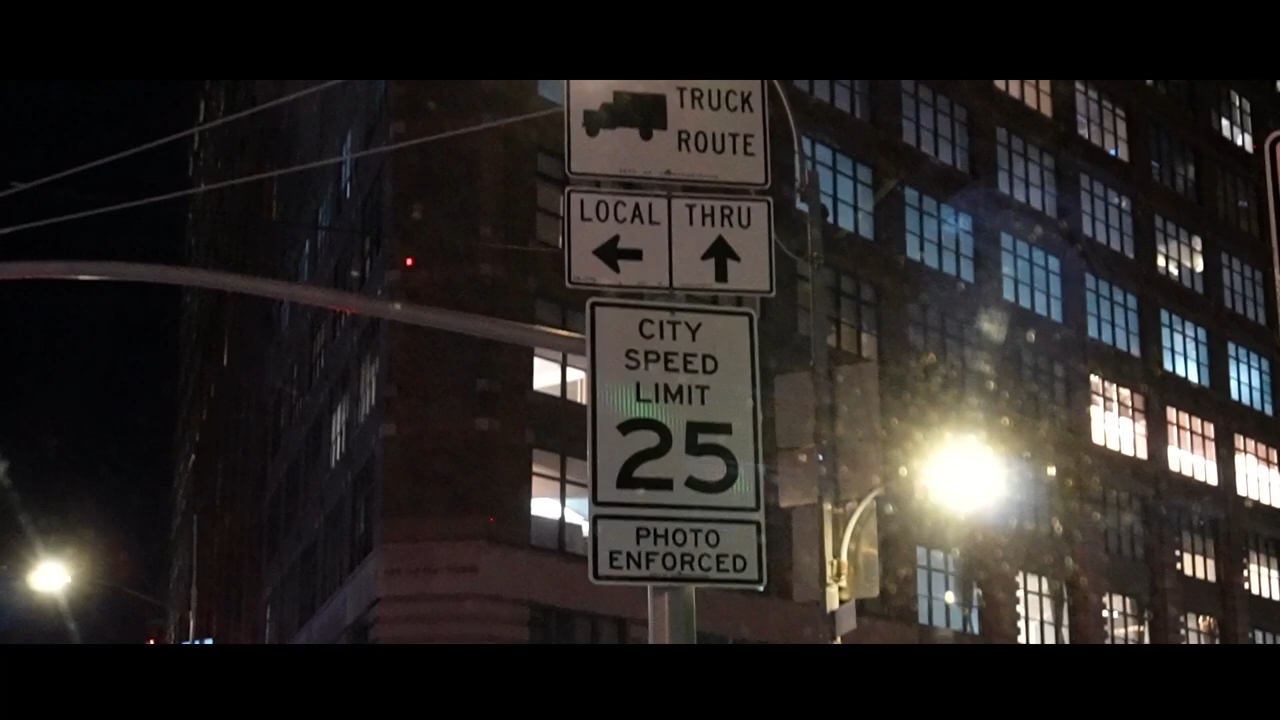 TRUCK
ROUTE
LOCAL THRU
CITY
SPEED
LIMIT
25
PHOTO
ENFORCED